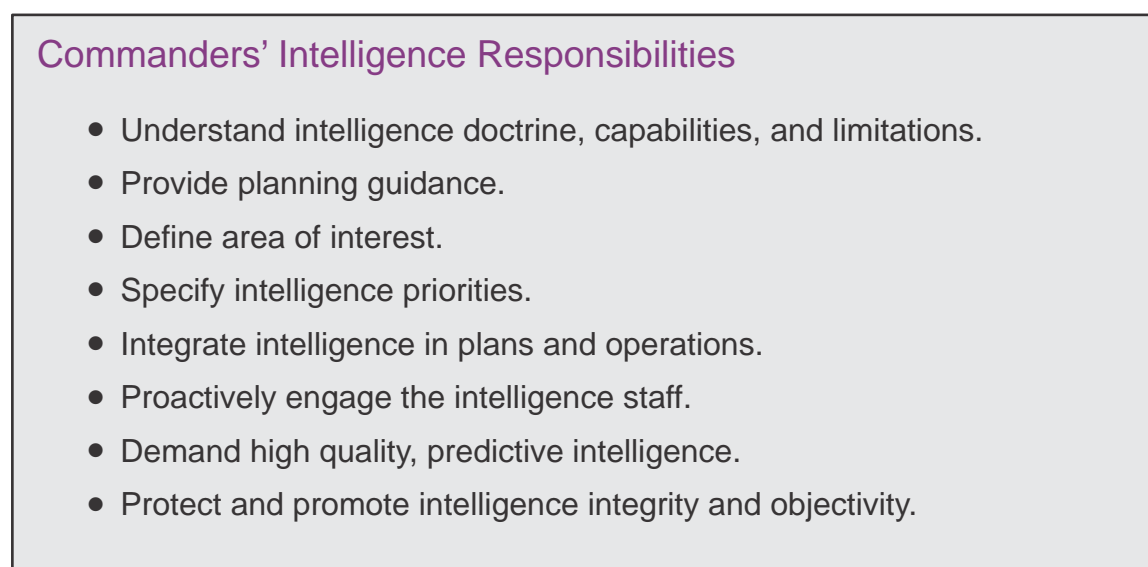 Commanders’ Intelligence Responsibilities
• Understand intelligence doctrine, capabilities, and limitations.
• Provide planning guidance.
• Define area of interest.
• Specify intelligence priorities.
• Integrate intelligence in plans and operations.
• Proactively engage the intelligence staff.
• Demand high quality, predictive intelligence.
• Protect and promote intelligence integrity and objectivity.